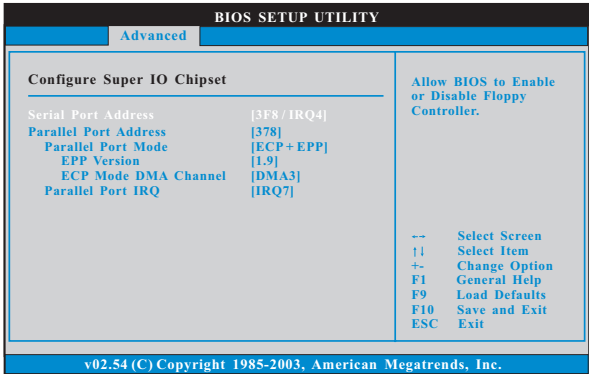 BIOS SETUP UTILITY
Advanced
Configure Super IO Chipset
Serial Port Address [3F8 / IRQ4]
Parallel Port Address [378]
Parallel Port Mode [ECP + EPP]
EPP Version [1.9]
ECP Mode DMA Channel [DMA3]
Parallel Port IRQ [IRQ7]
Allow BIOS to Enable
or Disable Floppy
Controller.
←→ Select Screen
↑↓ Select Item
+- Change Option
F1 General Help
F9 Load Defaults
F10 Save and Exit
ESC Exit
v02.54 (C) Copyright 1985-2003, American Megatrends, Inc.